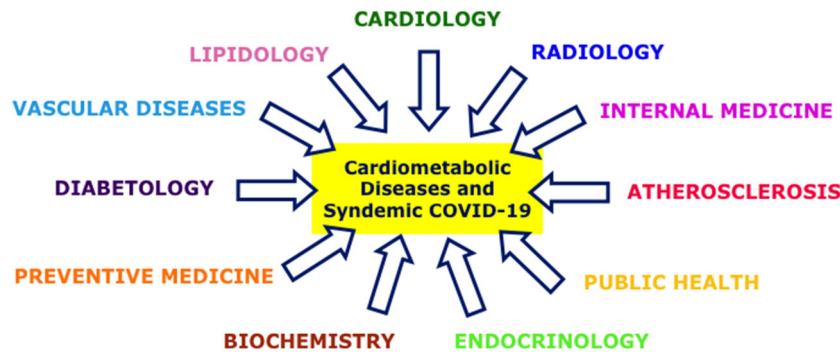 CARDIOLOGY
LIPIDOLOGY
RADIOLOGY
VASCULAR DISEASES
INTERNAL MEDICINE
Cardiometabolic
Diseases and
Syndemic COVID-19
DIABETOLOGY
ATHEROSCLEROSIS
PREVENTIVE MEDICINE
PUBLIC HEALTH
BIOCHEMISTRY
ENDOCRINOLOGY